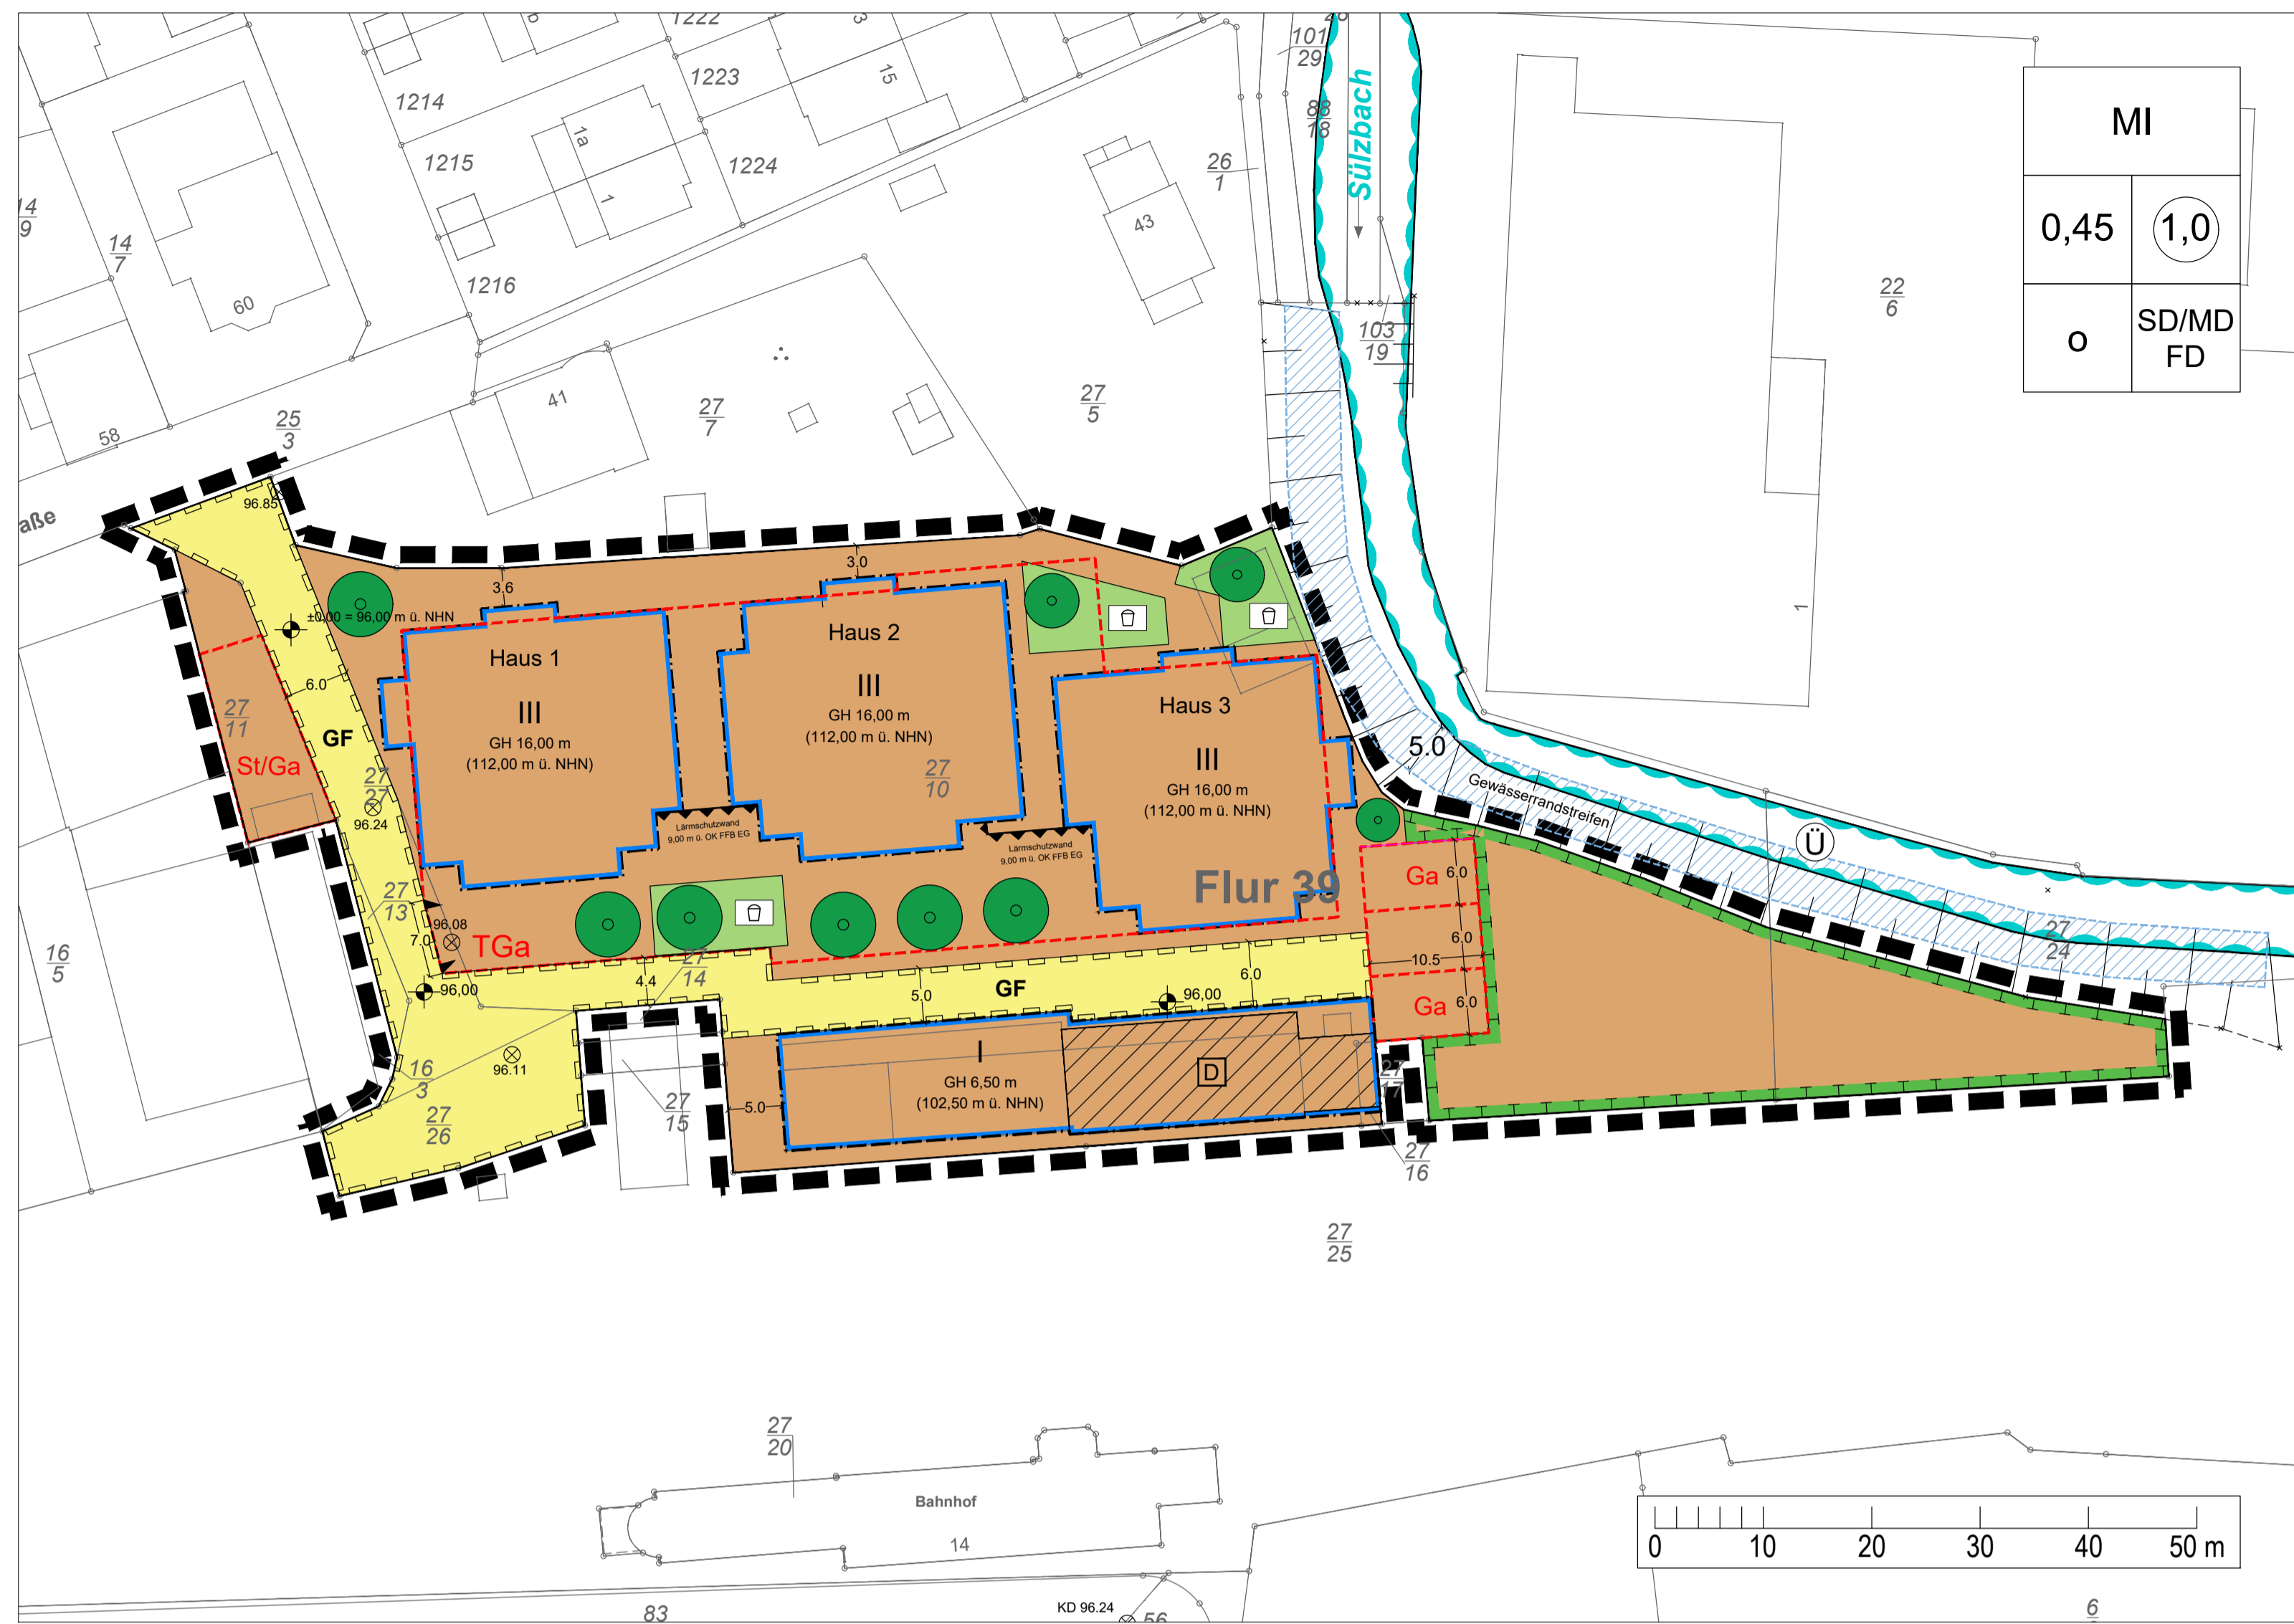 1222
b
3
28
101
29
1223
15
1214
88
18
Sülzbach
MI
1a
1215
1224
26
1
0,45
1,0
14
9
14
7
1
43
60
1216
22
6
103
19
o
SD/MD
FD
41
27
7
27
5
58
25
3
96.85
aße
3.6
3.0
±0,00 = 96,00 m ü. NHN
1
Haus 1
III
GH 16,00 m
(112,00 m ü. NHN)
Haus 2
III
GH 16,00 m
(112,00 m ü. NHN)
Haus 3
III
GH 16,00 m
(112,00 m ü. NHN)
6.0
27
11
GF
St/Ga
27
27
27
10
5.0
Gewässerrandstreifen
96.24
Lärmschutzwand
9,00 m ü. OK FFB EG
Lärmschutzwand
9,00 m ü. OK FFB EG
Ü
Flur 39
Ga
6.0
27
13
96.08
7.0
TGa
27
14
6.0
27
24
16
5
4.4
10.5
96,00
5.0
GF
6.0
96,00
Ga
6.0
96.11
I
GH 6,50 m
(102,50 m ü. NHN)
D
27
17
16
3
27
26
27
15
5.0
27
16
27
25
27
20
Bahnhof
14
0 10 20 30 40 50 m
83
KD 96.24
56
6